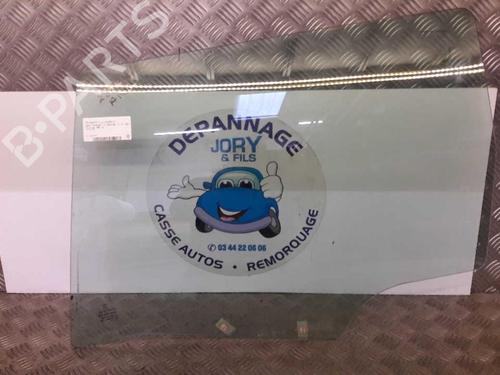 B-PARTS
DÉPANNAGE
JORY
& FILS
03 44 22 06 06
CASSE AUTOS • REMORQUAGE